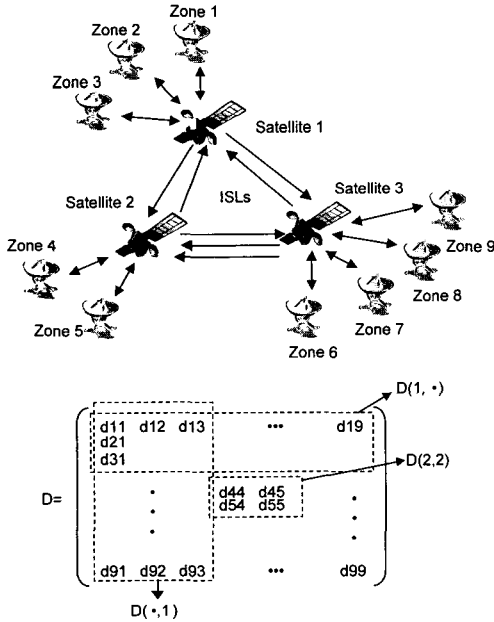 Zone 1
Zone 2
Zone 3
Satellite 1
Satellite 2
ISLs
Satellite 3
Zone 4
Zone 9
Zone 8
Zone 5
Zone 7
Zone 6
D(1, •)
d11 d12 d13 ••• d19
d21
d31
D(2,2)
D=
d44 d45
d54 d55
d91 d92 d93 ••• d99
D(•,1)